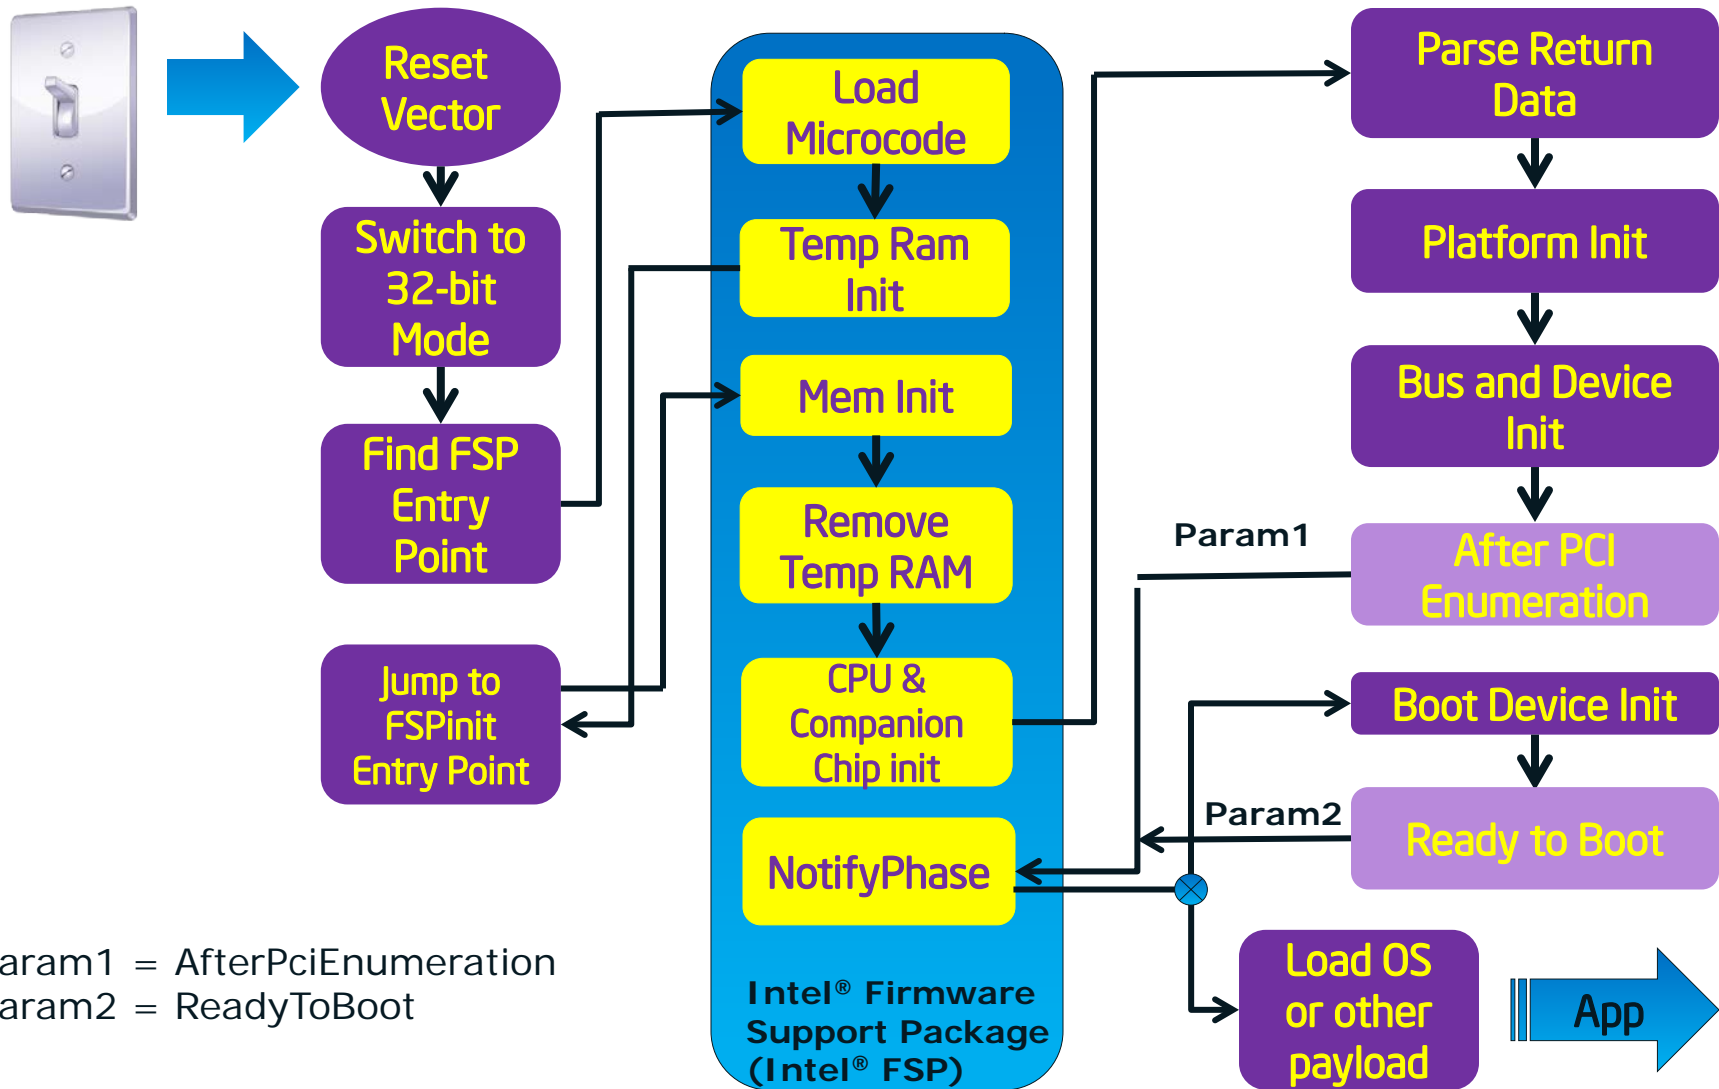 Reset
Vector
Switch to
32-bit
Mode
Find FSP
Entry
Point
Jump to
FSPinit
Entry Point
Load
Microcode
Temp Ram
Init
Mem Init
Remove
Temp RAM
CPU &
Companion
Chip init
NotifyPhase
Intel® Firmware
Support Package
(Intel® FSP)
Parse Return
Data
Platform Init
Bus and Device
Init
Param1
After PCI
Enumeration
Boot Device Init
Param2
Ready to Boot
Load OS
or other
payload
App
aram1 = AfterPciEnumeration
aram2 = ReadyToBoot